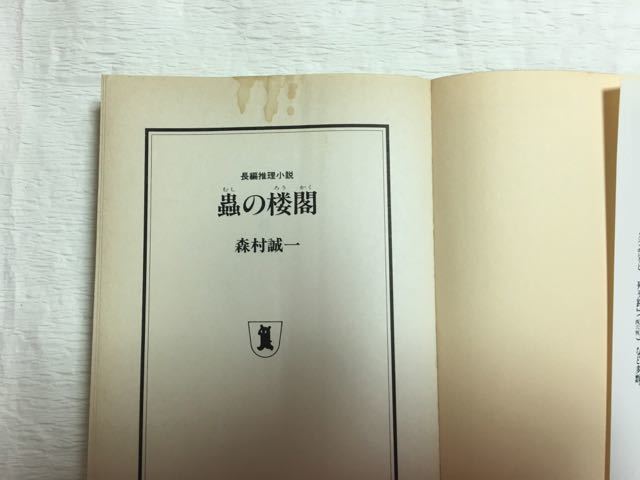 長編推理小説
むし ろう かく
蟲の楼閣
森村誠一